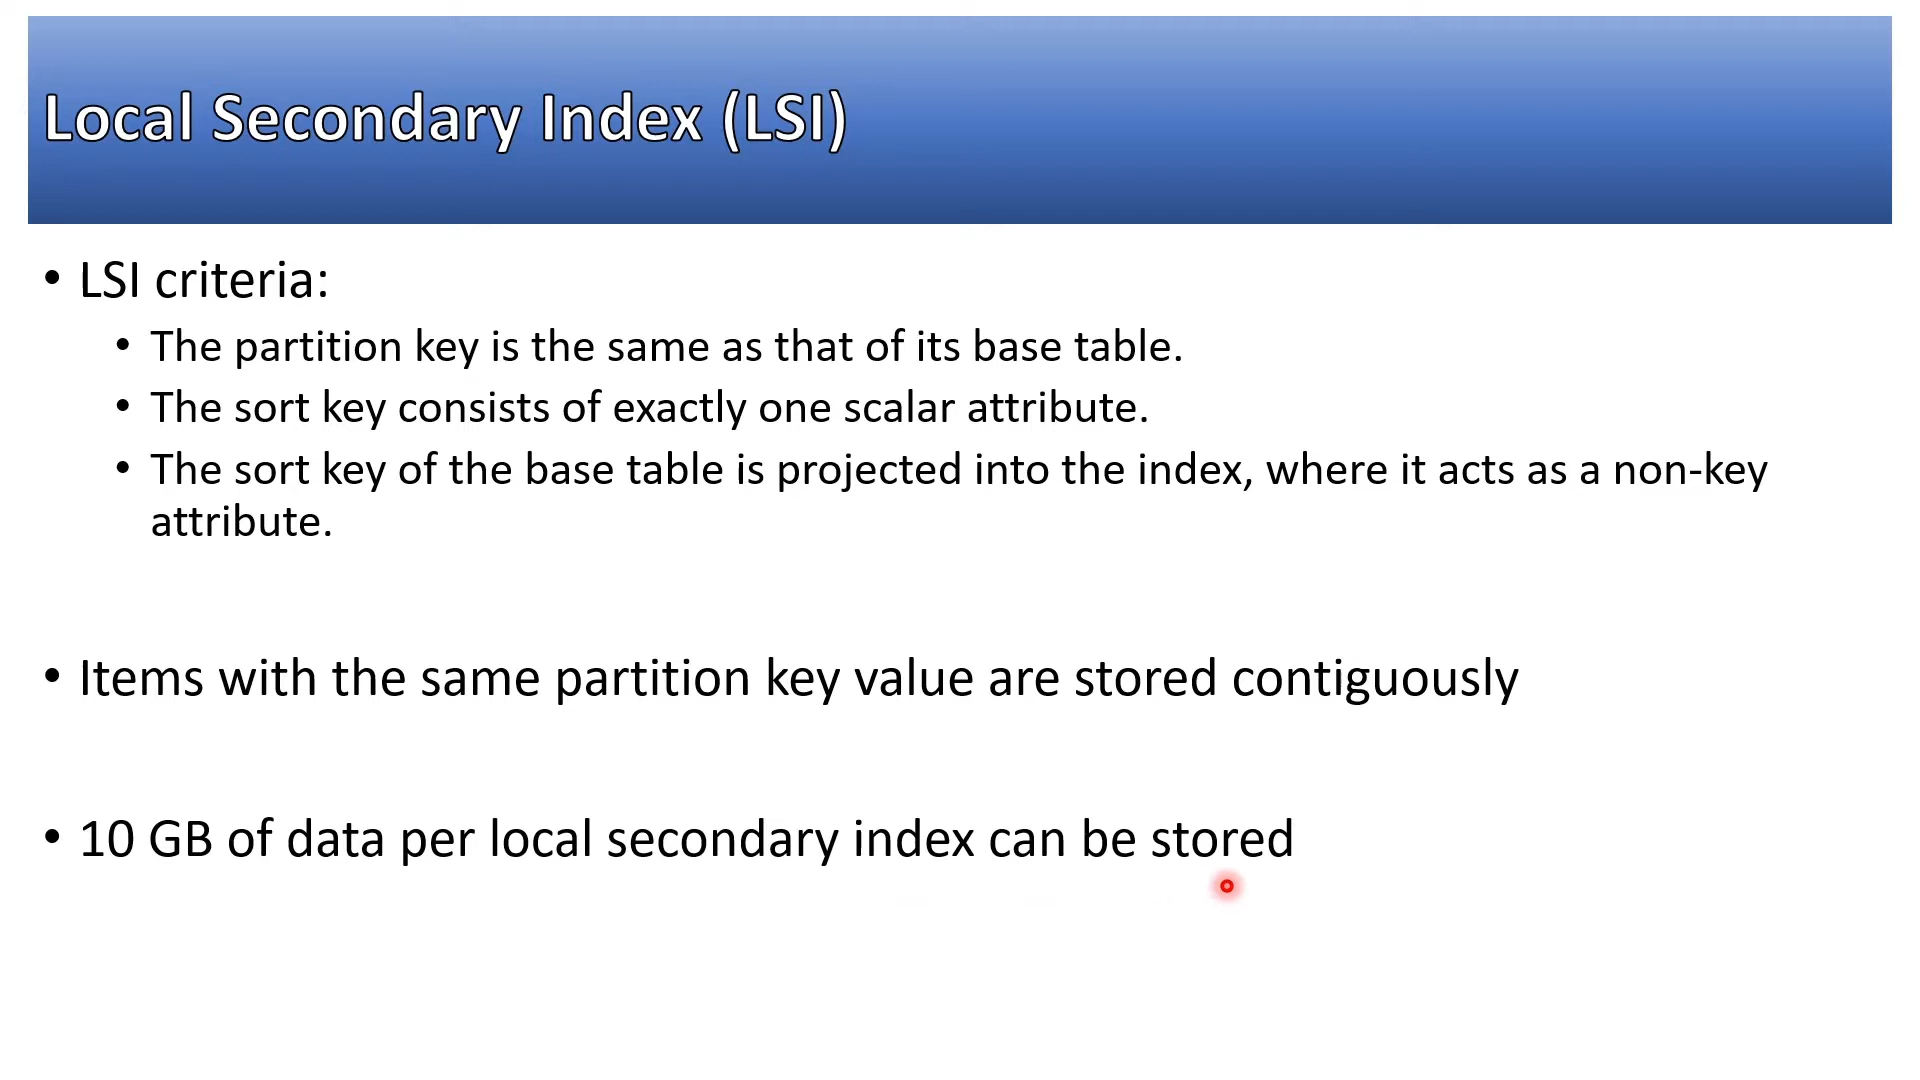 Local Secondary Index (LSI)
• LSI criteria:
• The partition key is the same as that of its base table.
• The sort key consists of exactly one scalar attribute.
• The sort key of the base table is projected into the index, where it acts as a non-key
attribute.
• Items with the same partition key value are stored contiguously
• 10 GB of data per local secondary index can be stored